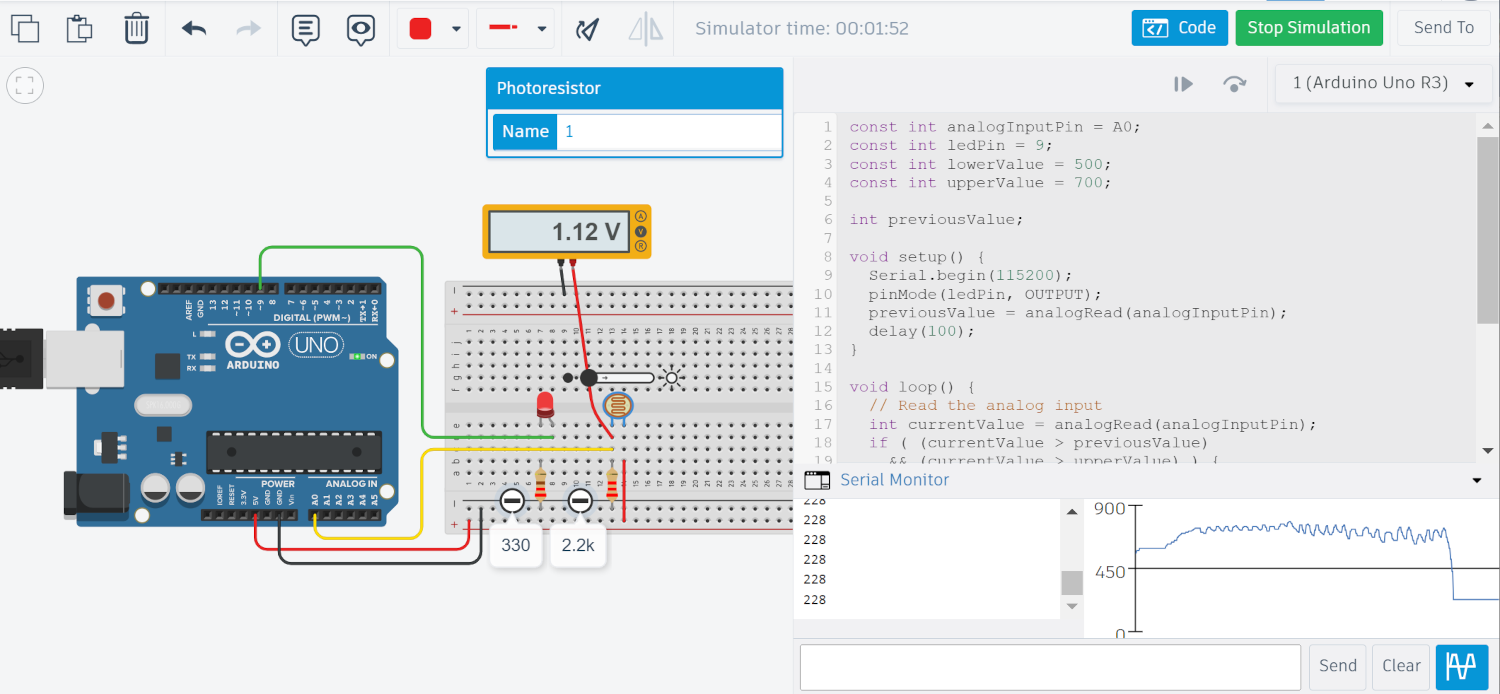 Simulator time: 00:01:52
Code
Stop Simulation
Send To
Photoresistor
Name 1
1.12 V
A
V
R
AREF
GND
13
12
~11
~10
~9
8
7
~6
~5
4
~3
2
TX→1
RX←0
DIGITAL (PWM~)
L
TX
RX
ARDUINO
UNO
ON
POWER
ANALOG IN
IOREF
RESET
3.3V
5V
GND
GND
Vin
A0
A1
A2
A3
A4
A5
330
2.2k
1 (Arduino Uno R3)
1 const int analogInputPin = A0;
2 const int ledPin = 9;
3 const int lowerValue = 500;
4 const int upperValue = 700;
5
6 int previousValue;
7
8 void setup() {
9 Serial.begin(115200);
10 pinMode(ledPin, OUTPUT);
11 previousValue = analogRead(analogInputPin);
12 delay(100);
13 }
14
15 void loop() {
16 // Read the analog input
17 int currentValue = analogRead(analogInputPin);
18 if ( (currentValue > previousValue)
19 && (currentValue > upperValue) ) {
Serial Monitor
228
228
228
228
228
228
900
450
0
Send
Clear